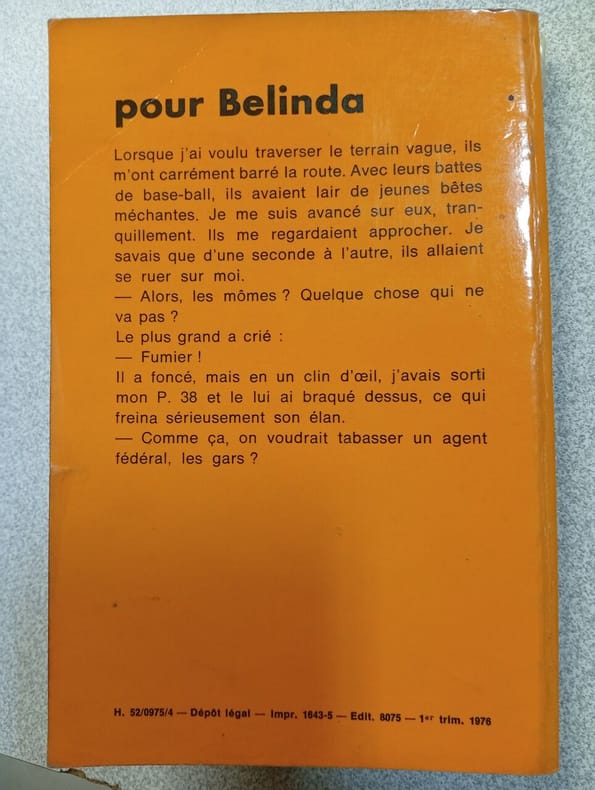 pour Belinda
Lorsque j'ai voulu traverser le terrain vague, ils
m'ont carrément barré la route. Avec leurs battes
de base-ball, ils avaient lair de jeunes bêtes
méchantes. Je me suis avancé sur eux, tran-
quillement. Ils me regardaient approcher. Je
savais que d'une seconde à l'autre, ils allaient
se ruer sur moi.
— Alors, les mômes ? Quelque chose qui ne
va pas ?
Le plus grand a crié :
— Fumier !
Il a foncé, mais en un clin d'œil, j'avais sorti
mon P. 38 et le lui ai braqué dessus, ce qui
freina sérieusement son élan.
— Comme ça, on voudrait tabasser un agent
fédéral, les gars ?
H. 52/0975/4 — Dépôt légal — Impr. 1643-5 — Edit. 8075 — 1er trim. 1976